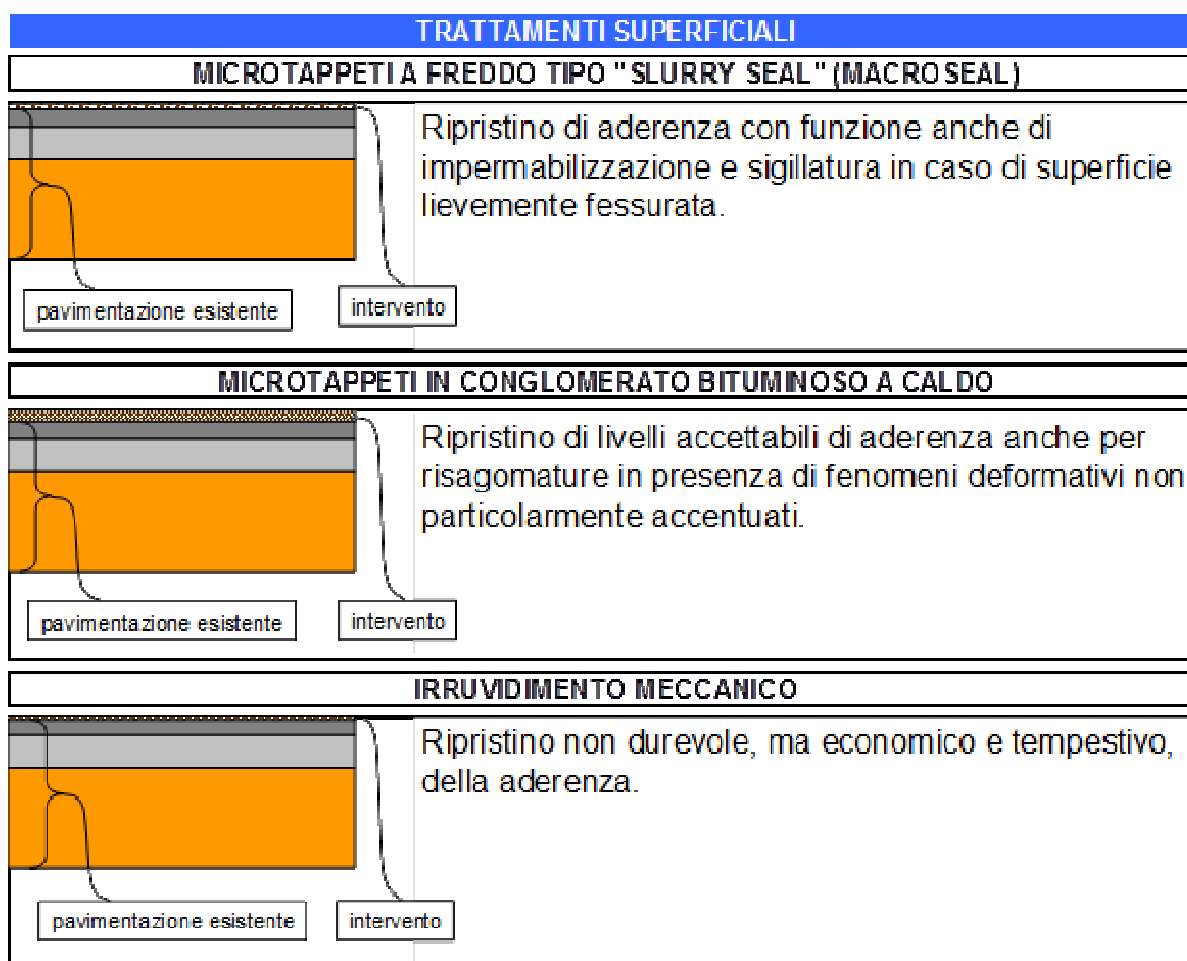 TRATTAMENTI SUPERFICIALI
MICROTAPPETI A FREDDO TIPO "SLURRY SEAL" (MACROSEAL)
Ripristino di aderenza con funzione anche di
impermabilizzazione e sigillatura in caso di superficie
lievemente fessurata.
pavimentazione esistente
intervento
MICROTAPPETI IN CONGLOMERATO BITUMINOSO A CALDO
Ripristino di livelli accettabili di aderenza anche per
risagomature in presenza di fenomeni deformativi non
particolarmente accentuati.
pavimentazione esistente
intervento
IRRUVIDIMENTO MECCANICO
Ripristino non durevole, ma economico e tempestivo,
della aderenza.
pavimentazione esistente
intervento